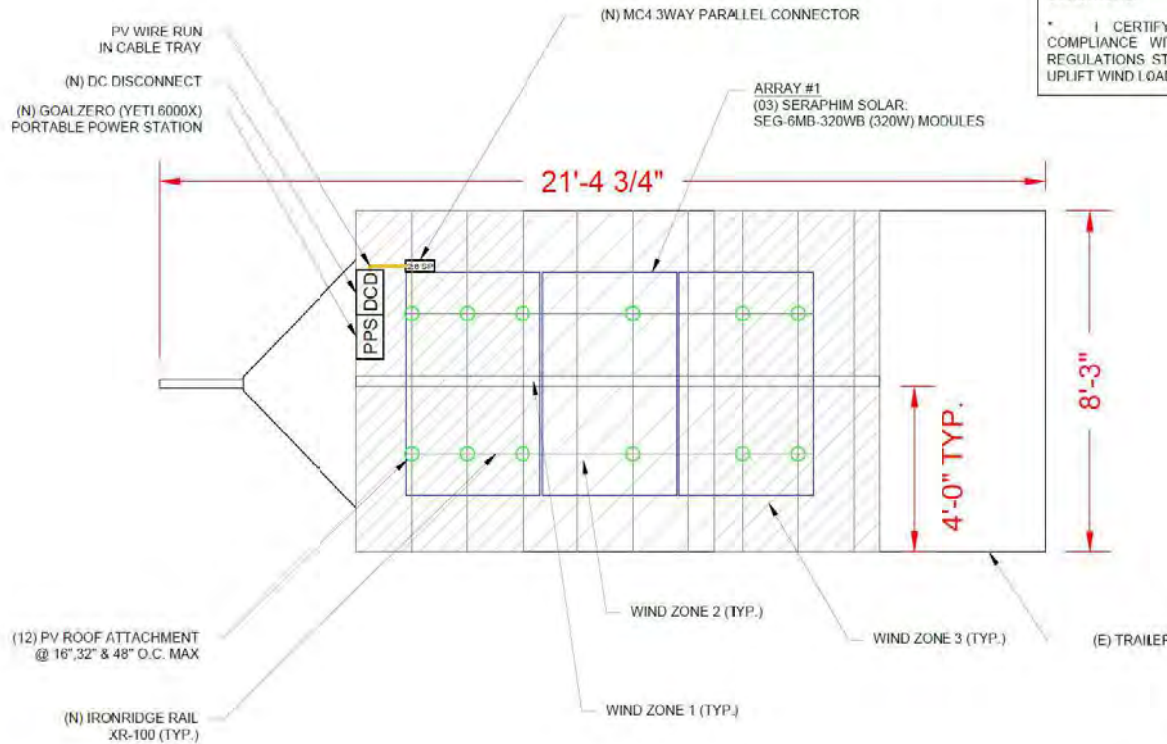 (N) MC4 3WAY PARALLEL CONNECTOR
PV WIRE RUN
IN CABLE TRAY
(N) DC DISCONNECT
(N) GOALZERO (YETI 6000X)
PORTABLE POWER STATION
* I CERTIFY
COMPLIANCE WI
REGULATIONS ST
UPLIFT WIND LOA
ARRAY #1
(03) SERAPHIM SOLAR:
SEG-6MB-320WB (320W) MODULES
21'-4 3/4"
DCD
PPS
8'-3"
4'-0" TYP.
WIND ZONE 2 (TYP.)
WIND ZONE 3 (TYP.)
(E) TRAILER
(12) PV ROOF ATTACHMENT
@ 16",32" & 48" O.C. MAX
WIND ZONE 1 (TYP.)
(N) IRONRIDGE RAIL
XR-100 (TYP.)